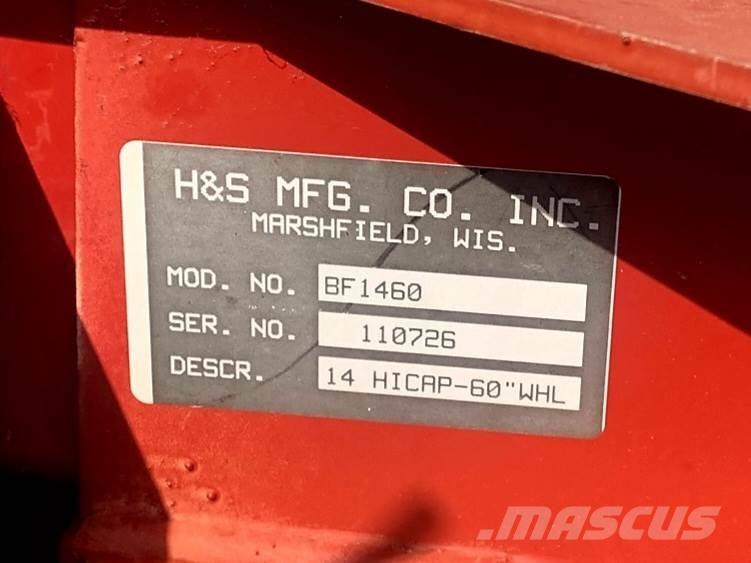 H&S MFG. CO. INC.
MARSHFIELD, WIS.
MOD. NO. BF1460
SER. NO. 110726
DESCR. 14 HICAP-60"WHL
.MASCUS